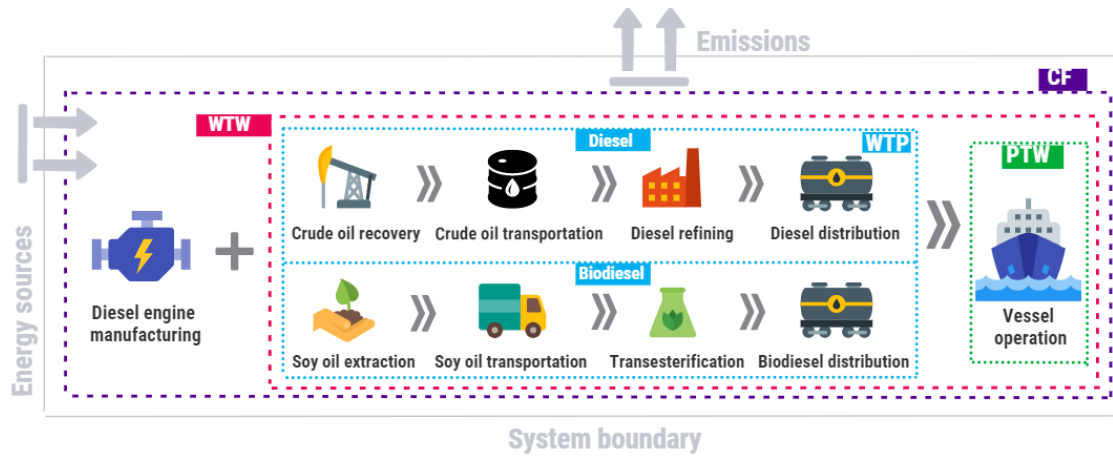 Emissions
CF
WTW
Diesel
WTP
PTW
Crude oil recovery
Crude oil transportation
Diesel refining
Diesel distribution
Energy sources
Diesel engine
manufacturing
Biodiesel
Soy oil extraction
Soy oil transportation
Transesterification
Biodiesel distribution
Vessel
operation
System boundary